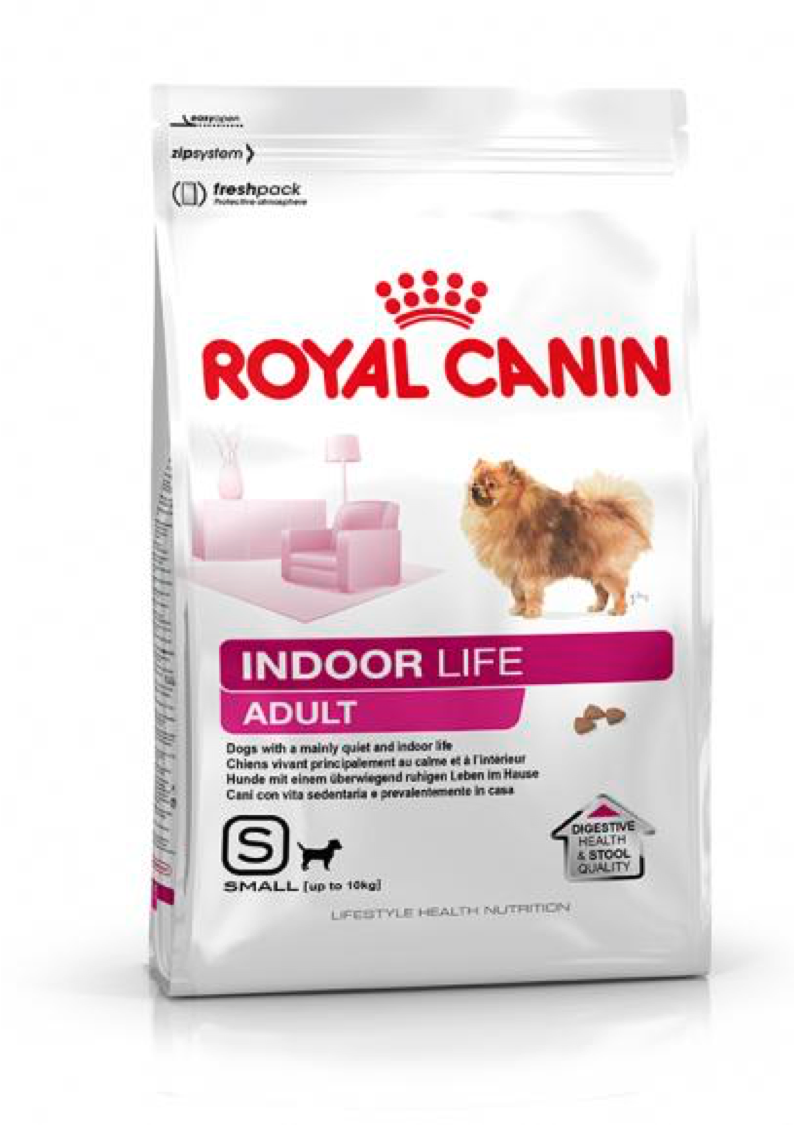 easyopen
zipsystem
freshpack
Protective atmosphere
ROYAL CANIN
INDOOR LIFE
ADULT
Dogs with a mainly quiet and indoor life
Chiens vivant principalement au calme et à l'intérieur
Hunde mit einem überwiegend ruhigen Leben im Hause
Cani con vita sedentaria e prevalentemente in casa
S
SMALL [up to 10kg]
DIGESTIVE
HEALTH
& STOOL
QUALITY
LIFESTYLE HEALTH NUTRITION